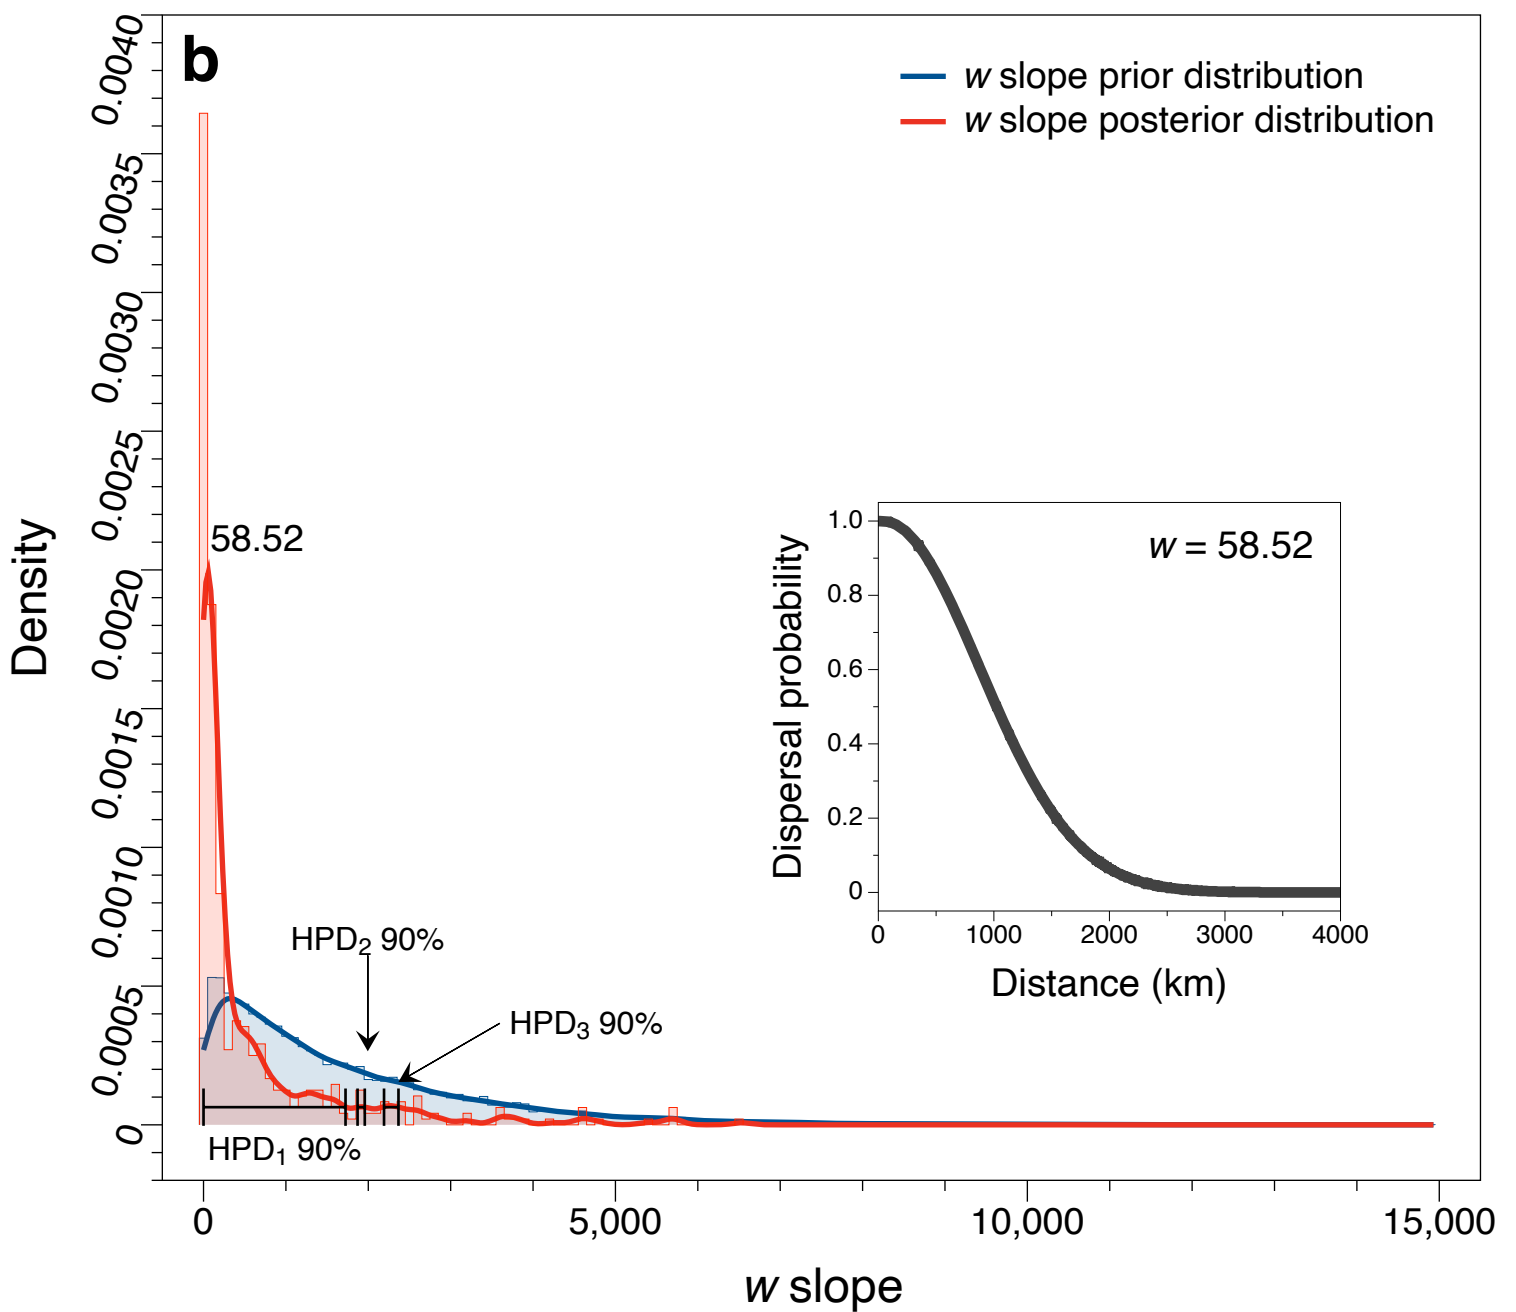 b
w slope prior distribution
w slope posterior distribution
Density
0.0040
0.0035
0.0030
0.0025
0.0020
0.0015
0.0010
0.0005
0
58.52
HPD2 90%
HPD3 90%
HPD1 90%
0 5,000 10,000 15,000
w slope
w = 58.52
Dispersal probability
1.0
0.8
0.6
0.4
0.2
0
0 1000 2000 3000 4000
Distance (km)